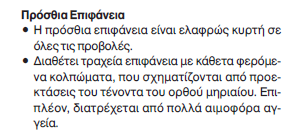 Πρόσθια Επιφάνεια
• Η πρόσθια επιφάνεια είναι ελαφρώς κυρτή σε
όλες τις προβολές.
• Διαθέτει τραχεία επιφάνεια με κάθετα φερόμε-
να κολπώματα, που σχηματίζονται από προε-
κτάσεις του τένοντα του ορθού μηριαίου. Επι-
πλέον, διατρέχεται από πολλά αιμοφόρα αγ-
γεία.